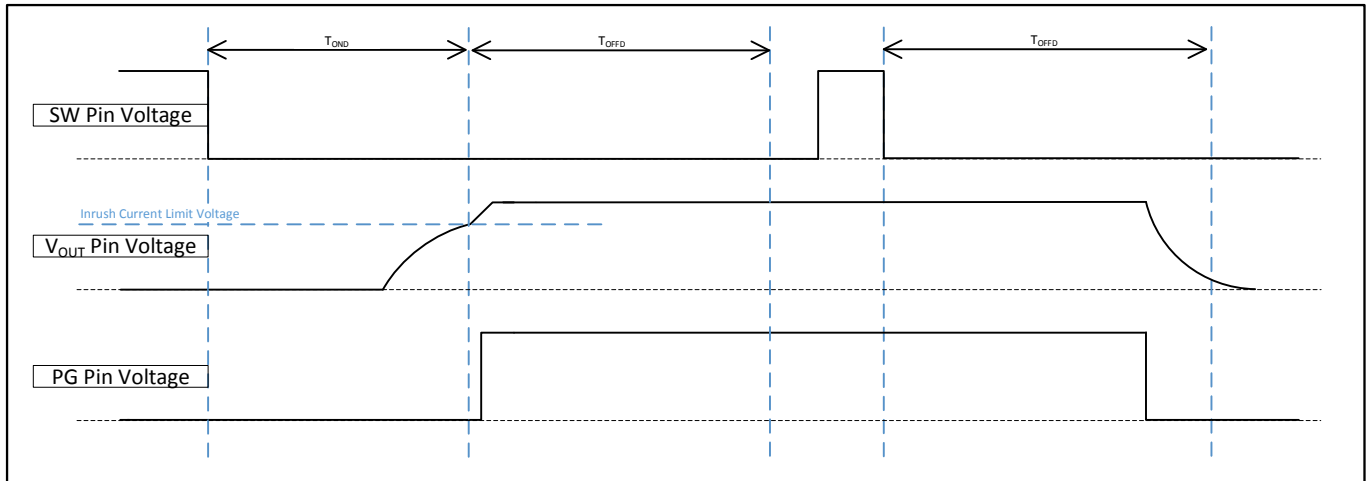 TOND
TOFFD
TOFFD
SW Pin Voltage
Inrush Current Limit Voltage
VOUT Pin Voltage
PG Pin Voltage